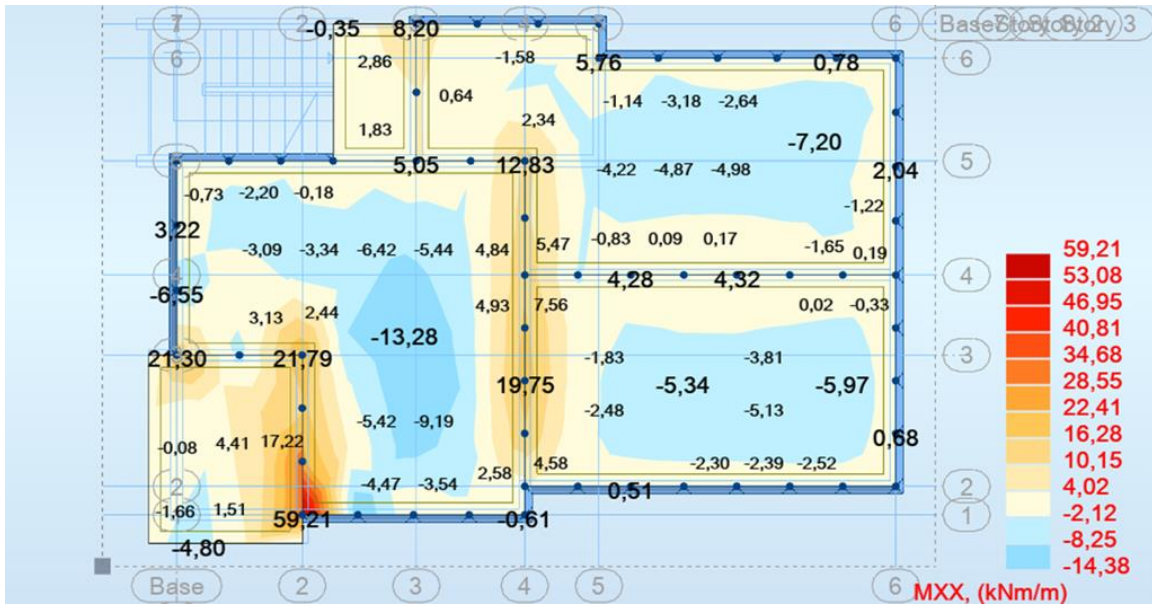 7 2 -0,35 8,20 4 5 6
6 2,86 -1,58 5,76 0,78 6
0,64 -1,14 -3,18 -2,64
1,83 2,34 -7,20
5,05 12,83 5
-0,73 -2,20 -0,18 -4,22 -4,87 -4,98 2,04
3,22 -1,22
-3,09 -3,34 -6,42 -5,44 4,84 5,47 -0,83 0,09 0,17 -1,65 0,19
4,28 4,32 4
-6,55
3,13 2,44 4,93 7,56 0,02 -0,33
-13,28
21,30 21,79 -1,83 -3,81 3
19,75 -5,34 -5,97
-5,42 -9,19 -2,48 -5,13
-0,08 4,41 17,22 0,68
2,58 4,58 -2,30 -2,39 -2,52
2 -4,47 -3,54 0,51 2
-1,66 1,51 59,21 -0,61 1
-4,80
Base 2 3 4 5 6
59,21
53,08
46,95
40,81
34,68
28,55
22,41
16,28
10,15
4,02
-2,12
-8,25
-14,38
MXX, (kNm/m)